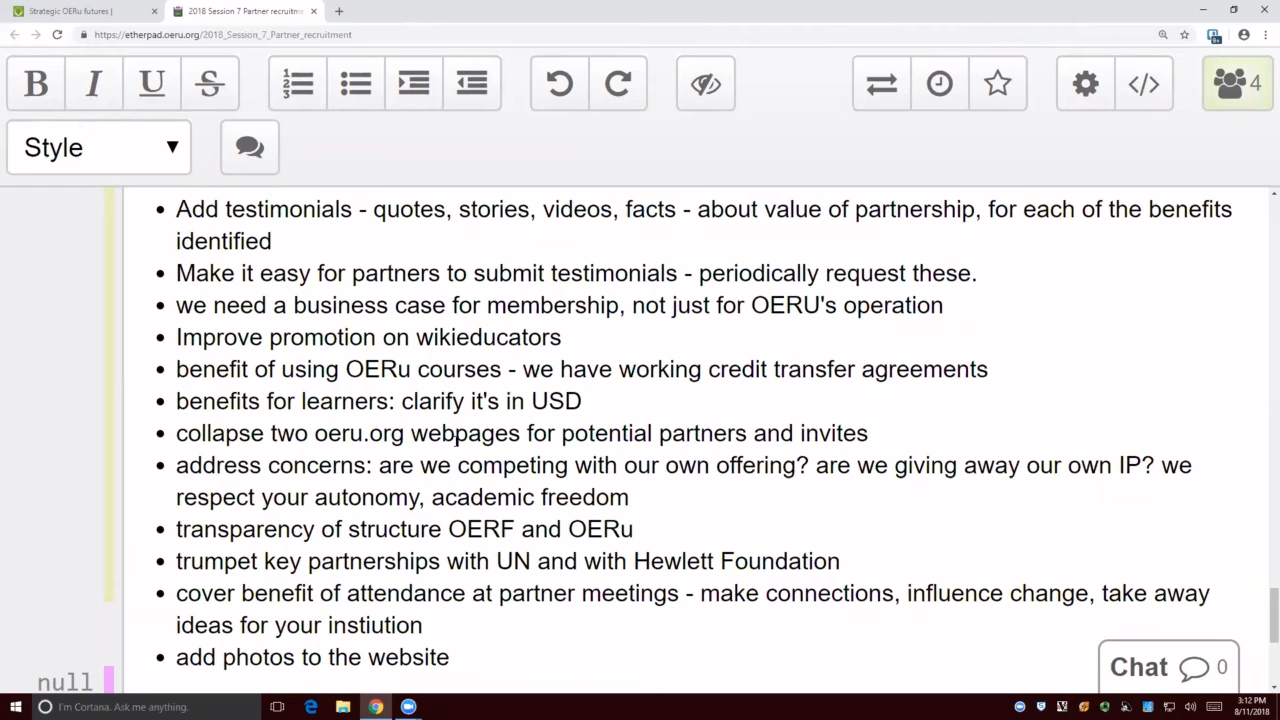 Strategic OERu futures |
2018 Session 7 Partner recruitm
https://etherpad.oeru.org/2018_Session_7_Partner_recruitment
B I U S
4
Style
Add testimonials - quotes, stories, videos, facts - about value of partnership, for each of the benefits
identified
Make it easy for partners to submit testimonials - periodically request these.
we need a business case for membership, not just for OERU's operation
Improve promotion on wikieducators
benefit of using OERu courses - we have working credit transfer agreements
benefits for learners: clarify it's in USD
collapse two oeru.org webpages for potential partners and invites
address concerns: are we competing with our own offering? are we giving away our own IP? we
respect your autonomy, academic freedom
transparency of structure OERF and OERu
trumpet key partnerships with UN and with Hewlett Foundation
cover benefit of attendance at partner meetings - make connections, influence change, take away
ideas for your instiution
add photos to the website
null
Chat 0
I'm Cortana. Ask me anything.
3:12 PM
8/11/2018